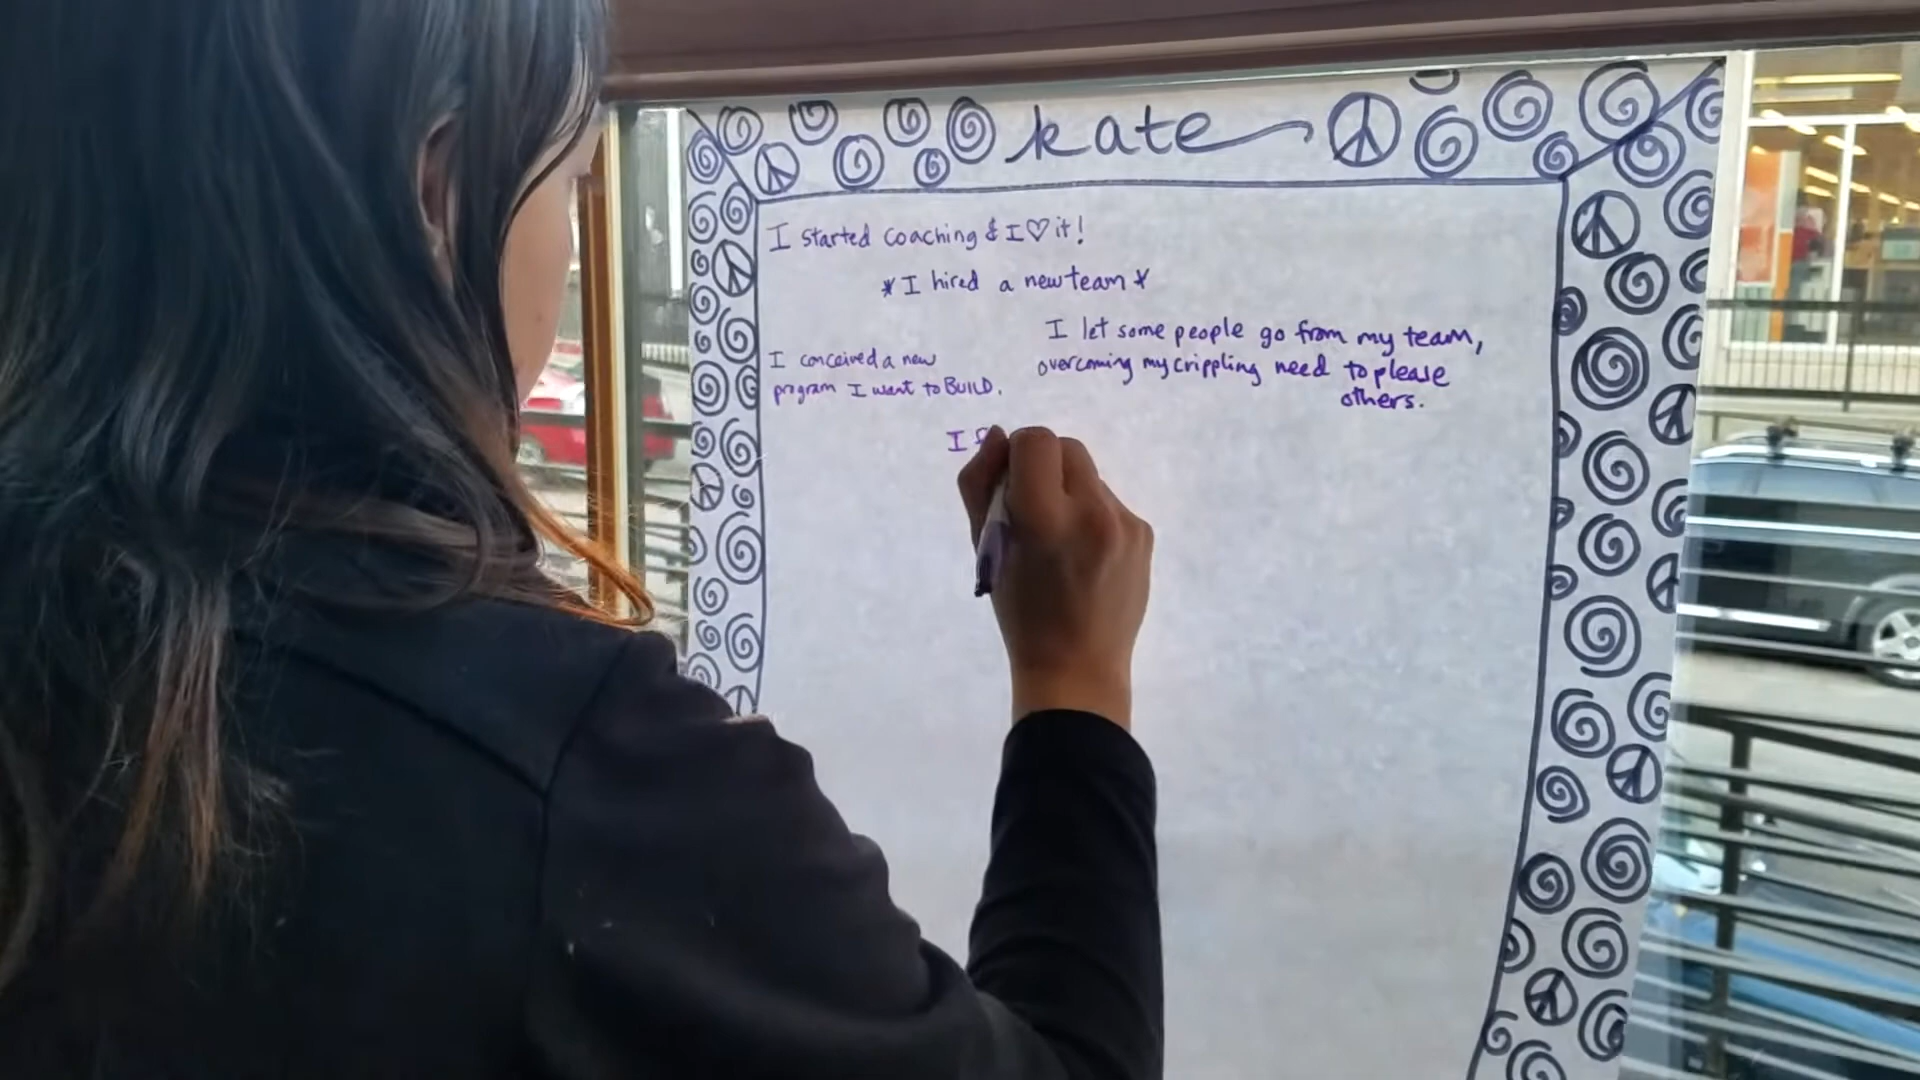 kate
I started coaching & I ♡ it!
*I hired a new team*
I let some people go from my team,
overcoming my crippling need to please
others.
I conceived a new
program I want to BUILD.
I